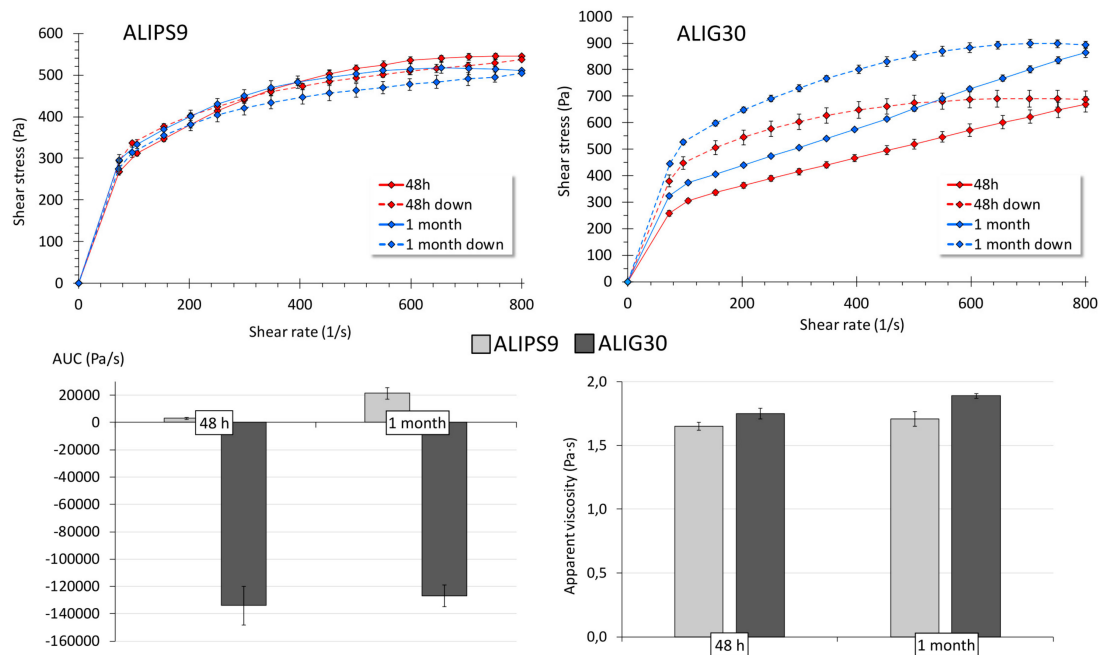 ALIPS9
600
500
400
300
200
100
0
0
200
400
600
800
Shear stress (Pa)
Shear rate (1/s)
48h
48h down
1 month
1 month down
ALIG30
1000
900
800
700
600
500
400
300
200
100
0
0
200
400
600
800
Shear stress (Pa)
Shear rate (1/s)
48h
48h down
1 month
1 month down
ALIPS9 ALIG30
AUC (Pa/s)
20000
0
-20000
-40000
-60000
-80000
-100000
-120000
-140000
-160000
48 h
1 month
2,0
1,5
1,0
0,5
0,0
Apparent viscosity (Pa·s)
48 h
1 month